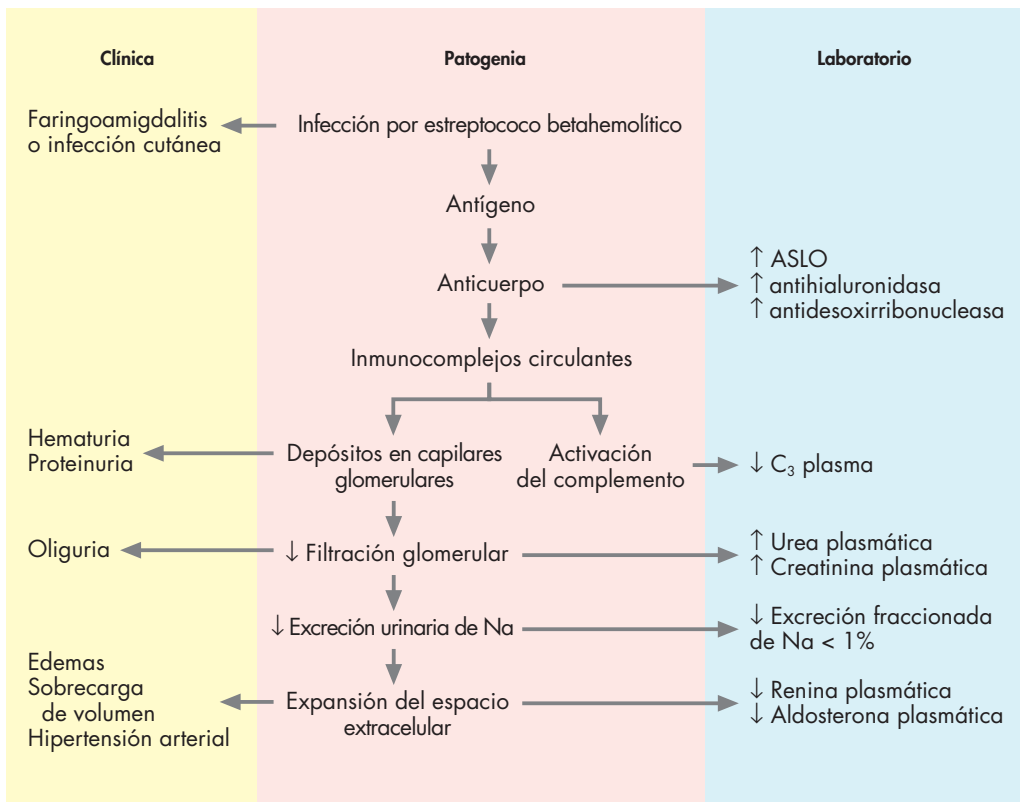 Clínica
Patogenia
Laboratorio
Faringoamigdalitis
o infección cutánea
Infección por estreptococo betahemolítico
Antígeno
Anticuerpo
↑ ASLO
↑ antihialuronidasa
↑ antidesoxirribonucleasa
Inmunocomplejos circulantes
Hematuria
Proteinuria
Depósitos en capilares
glomerulares
Activación
del complemento
↓ C₃ plasma
Oliguria
↓ Filtración glomerular
↑ Urea plasmática
↑ Creatinina plasmática
↓ Excreción urinaria de Na
↓ Excreción fraccionada
de Na < 1%
Edemas
Sobrecarga
de volumen
Hipertensión arterial
Expansión del espacio
extracelular
↓ Renina plasmática
↓ Aldosterona plasmática